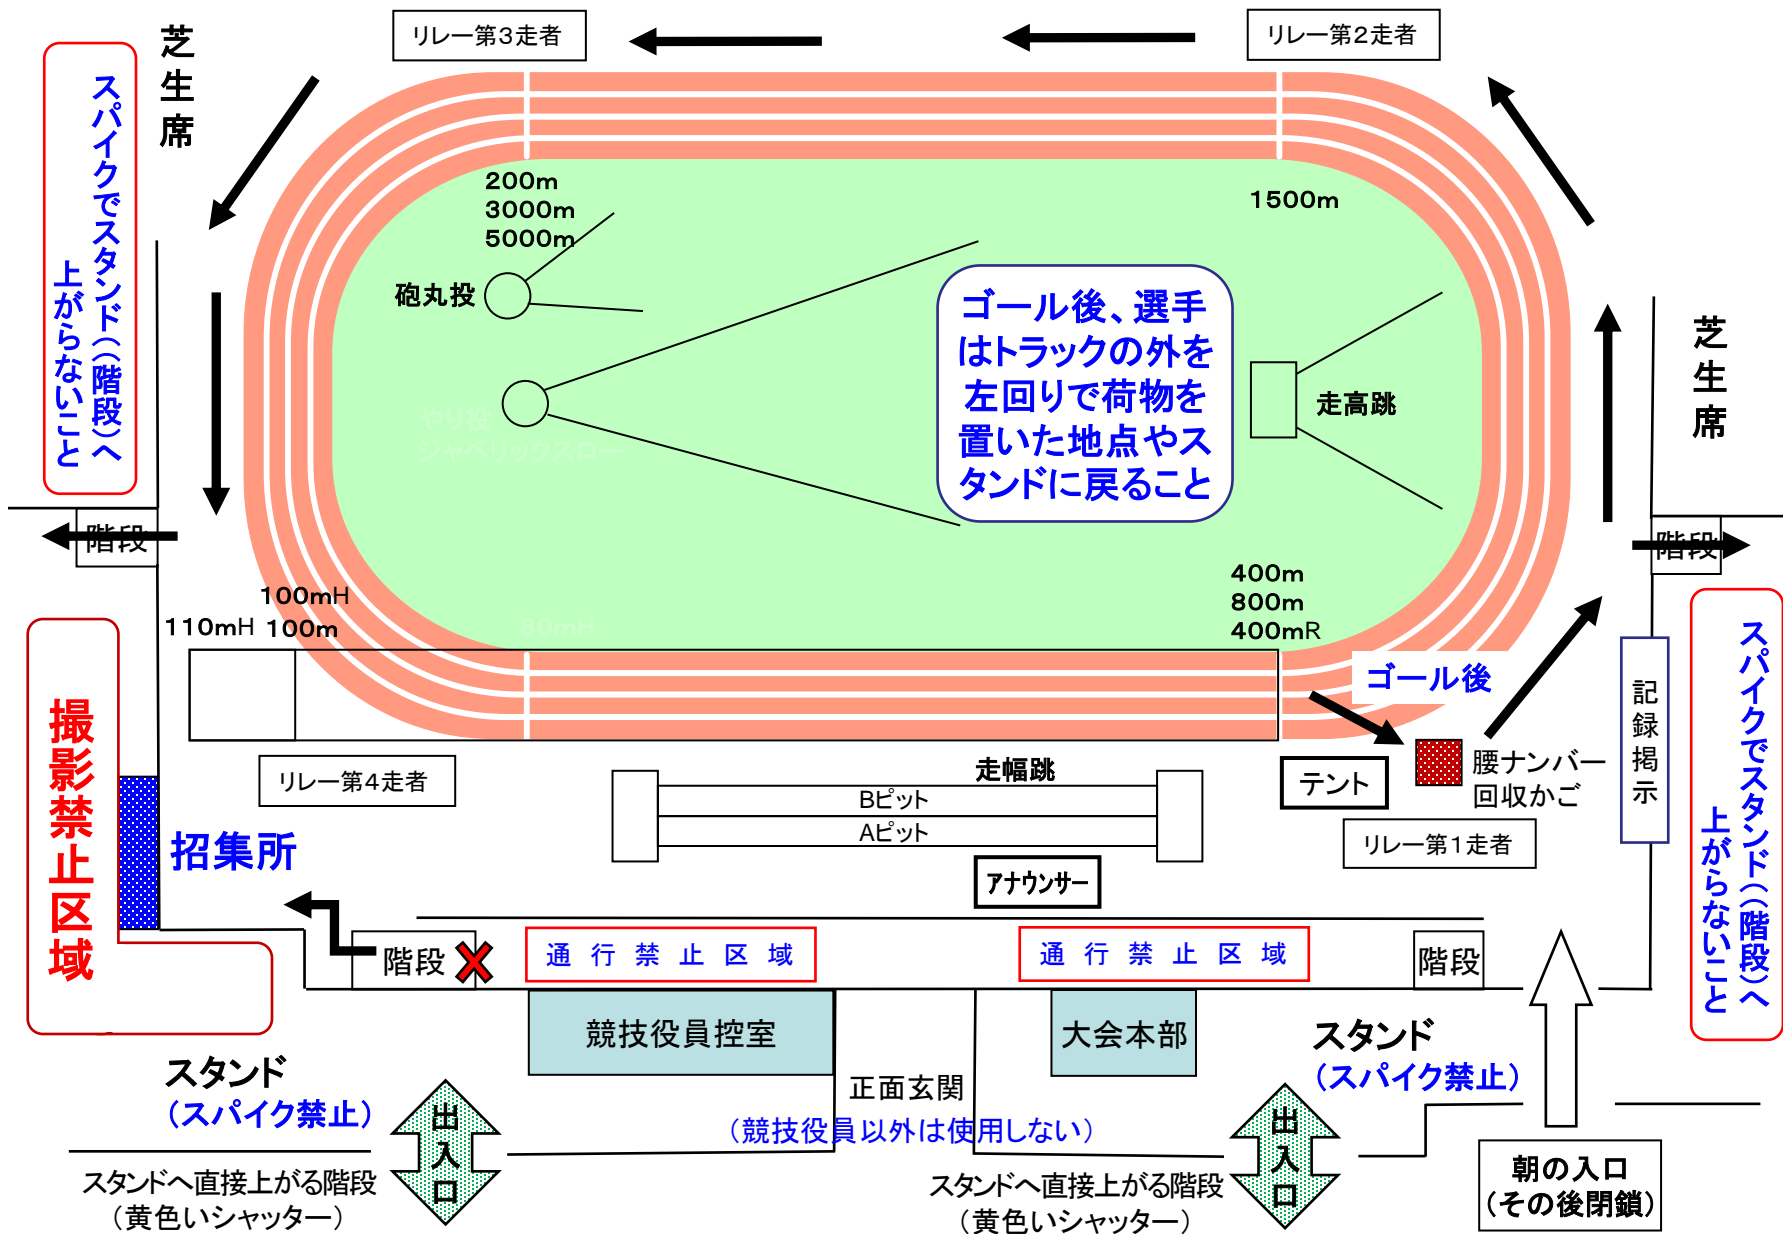 リレー第3走者
リレー第2走者
芝生席
スパイクでスタンド((階段)へ
上がらないこと
200m
3000m
5000m
1500m
砲丸投
やり投
ジャベリックスロー
ゴール後、選手
はトラックの外を
左回りで荷物を
置いた地点やス
タンドに戻ること
走高跳
芝生席
階段
階段
100mH
110mH 100m
80mH
400m
800m
400mR
ゴール後
スパイクでスタンド((階段)へ
上がらないこと
記録掲示
撮影禁止区域
招集所
リレー第4走者
走幅跳
Bピット
Aピット
テント
腰ナンバー
回収かご
リレー第1走者
アナウンサー
階段
通行禁止区域
通行禁止区域
階段
競技役員控室
大会本部
スタンド
(スパイク禁止)
スタンド
(スパイク禁止)
正面玄関
(競技役員以外は使用しない)
出入口
出入口
スタンドへ直接上がる階段
(黄色いシャッター)
スタンドへ直接上がる階段
(黄色いシャッター)
朝の入口
(その後閉鎖)